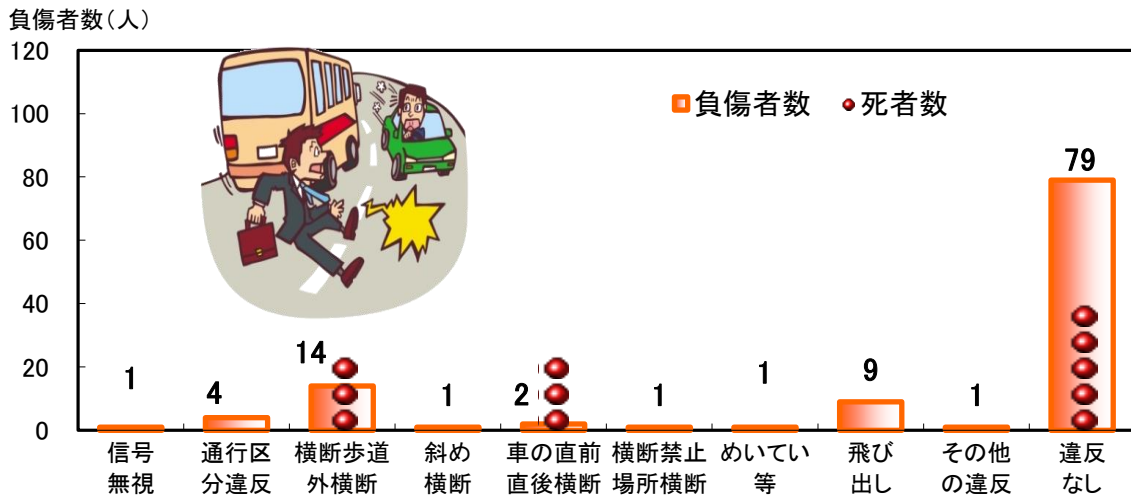 負傷者数(人)
120
100
80
60
40
20
0
負傷者数 死者数
1
4
14
1
2
1
1
9
1
79
信号
無視
通行区
分違反
横断歩道
外横断
斜め
横断
車の直前
直後横断
横断禁止
場所横断
めいてい
等
飛び
出し
その他
の違反
違反
なし